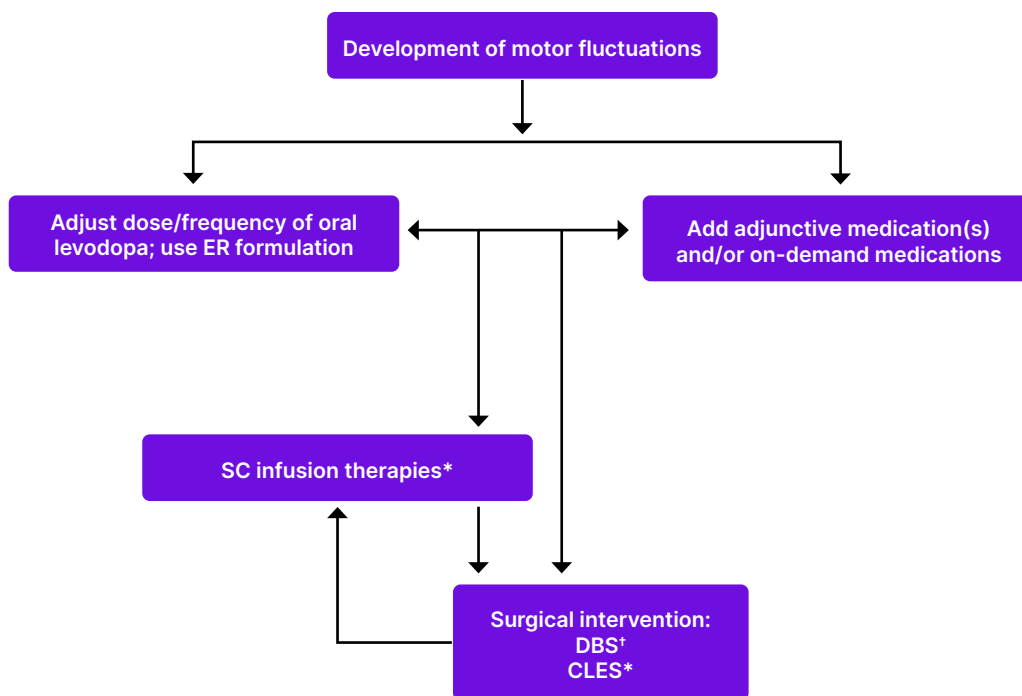 Development of motor fluctuations
Adjust dose/frequency of oral
levodopa; use ER formulation
Add adjunctive medication(s)
and/or on-demand medications
SC infusion therapies*
Surgical intervention:
DBS†
CLES*